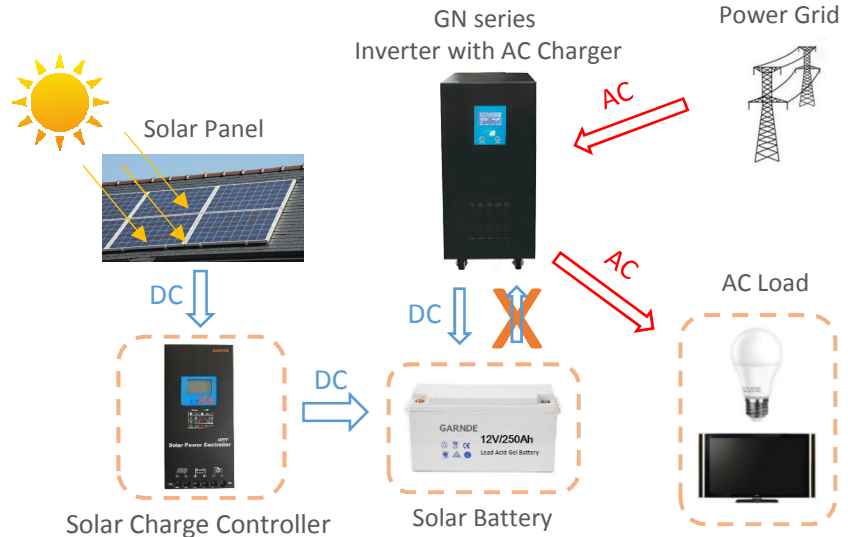 GN series
Inverter with AC Charger
Power Grid
AC
Solar Panel
DC
DC
AC
AC Load
DC
GARNDE
12V/250Ah
Lead Acid Gel Battery
MPPT
Solar Power Controller
Solar Charge Controller
Solar Battery